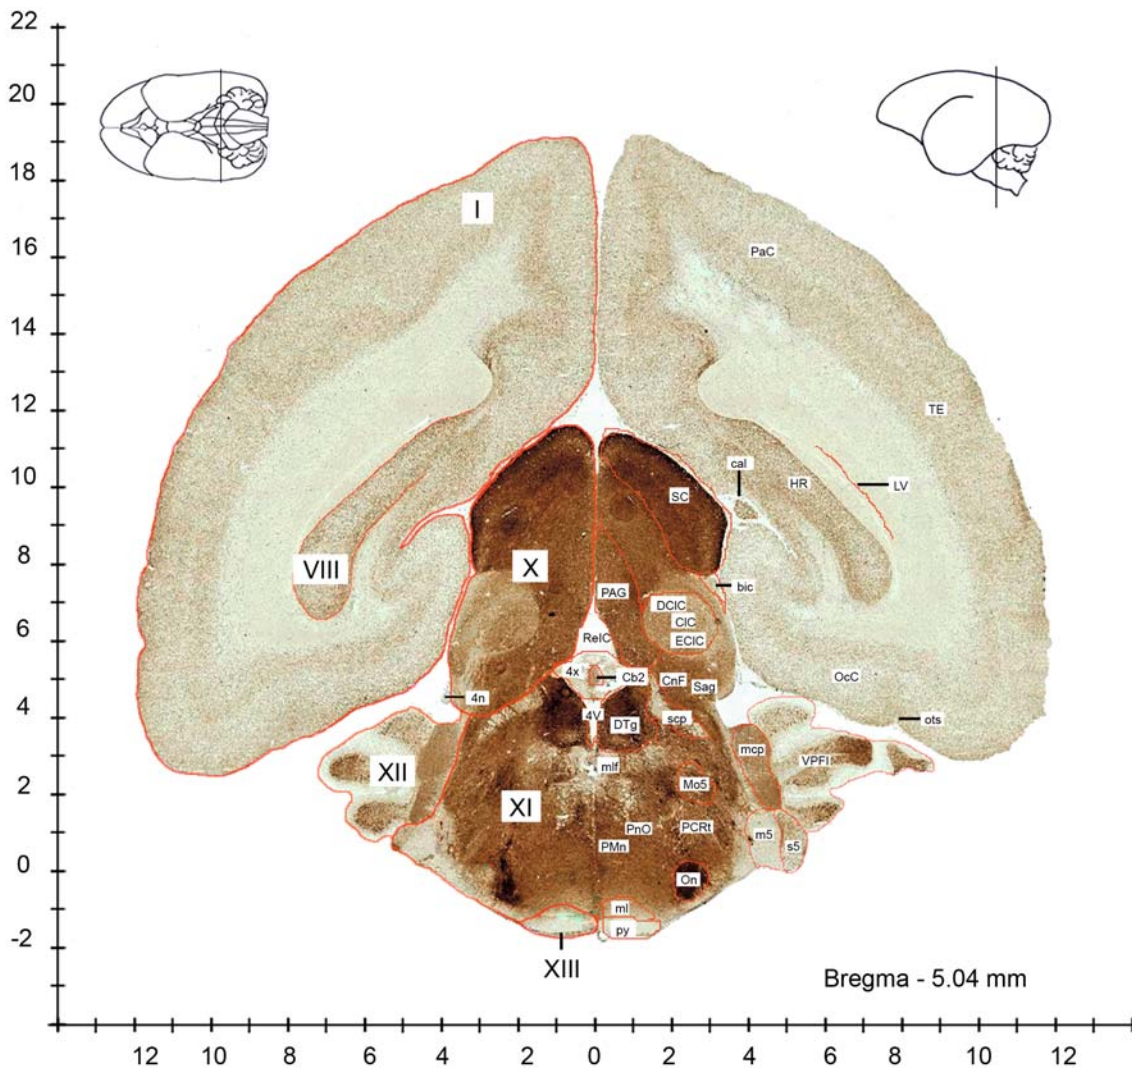 22
20
18
16
14
12
10
8
6
4
2
0
-2
I
PaC
TE
cal
HR
LV
SC
VIII
X
bic
PAG
DCIC
CIC
ECIC
RelC
4x
Cb2
CnF
Sag
OcC
4n
4V
DTg
scp
ots
mlf
mcp
VPFl
XII
Mo5
XI
PnO
PCRt
PMn
m5
s5
On
ml
py
XIII
Bregma - 5.04 mm
12 10 8 6 4 2 0 2 4 6 8 10 12